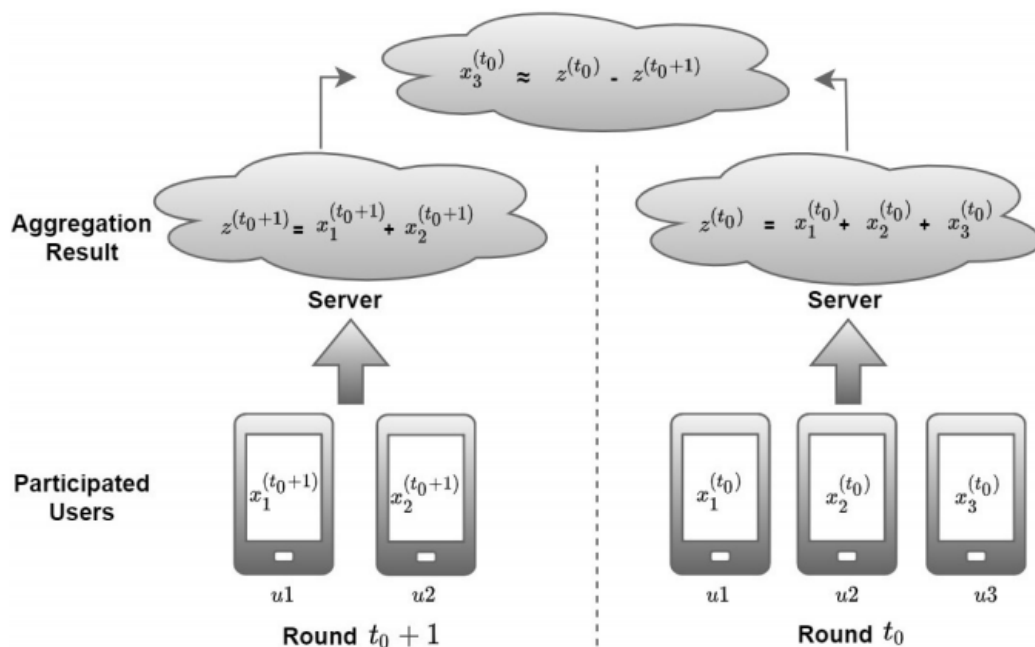 x_3^{(t_0)} ≈ z^{(t_0)} - z^{(t_0+1)}
Aggregation
Result
z^{(t_0+1)} = x_1^{(t_0+1)} + x_2^{(t_0+1)}
z^{(t_0)} = x_1^{(t_0)} + x_2^{(t_0)} + x_3^{(t_0)}
Server
Server
Participated
Users
x_1^{(t_0+1)}
x_2^{(t_0+1)}
x_1^{(t_0)}
x_2^{(t_0)}
x_3^{(t_0)}
u1
u2
u1
u2
u3
Round t_0 + 1
Round t_0